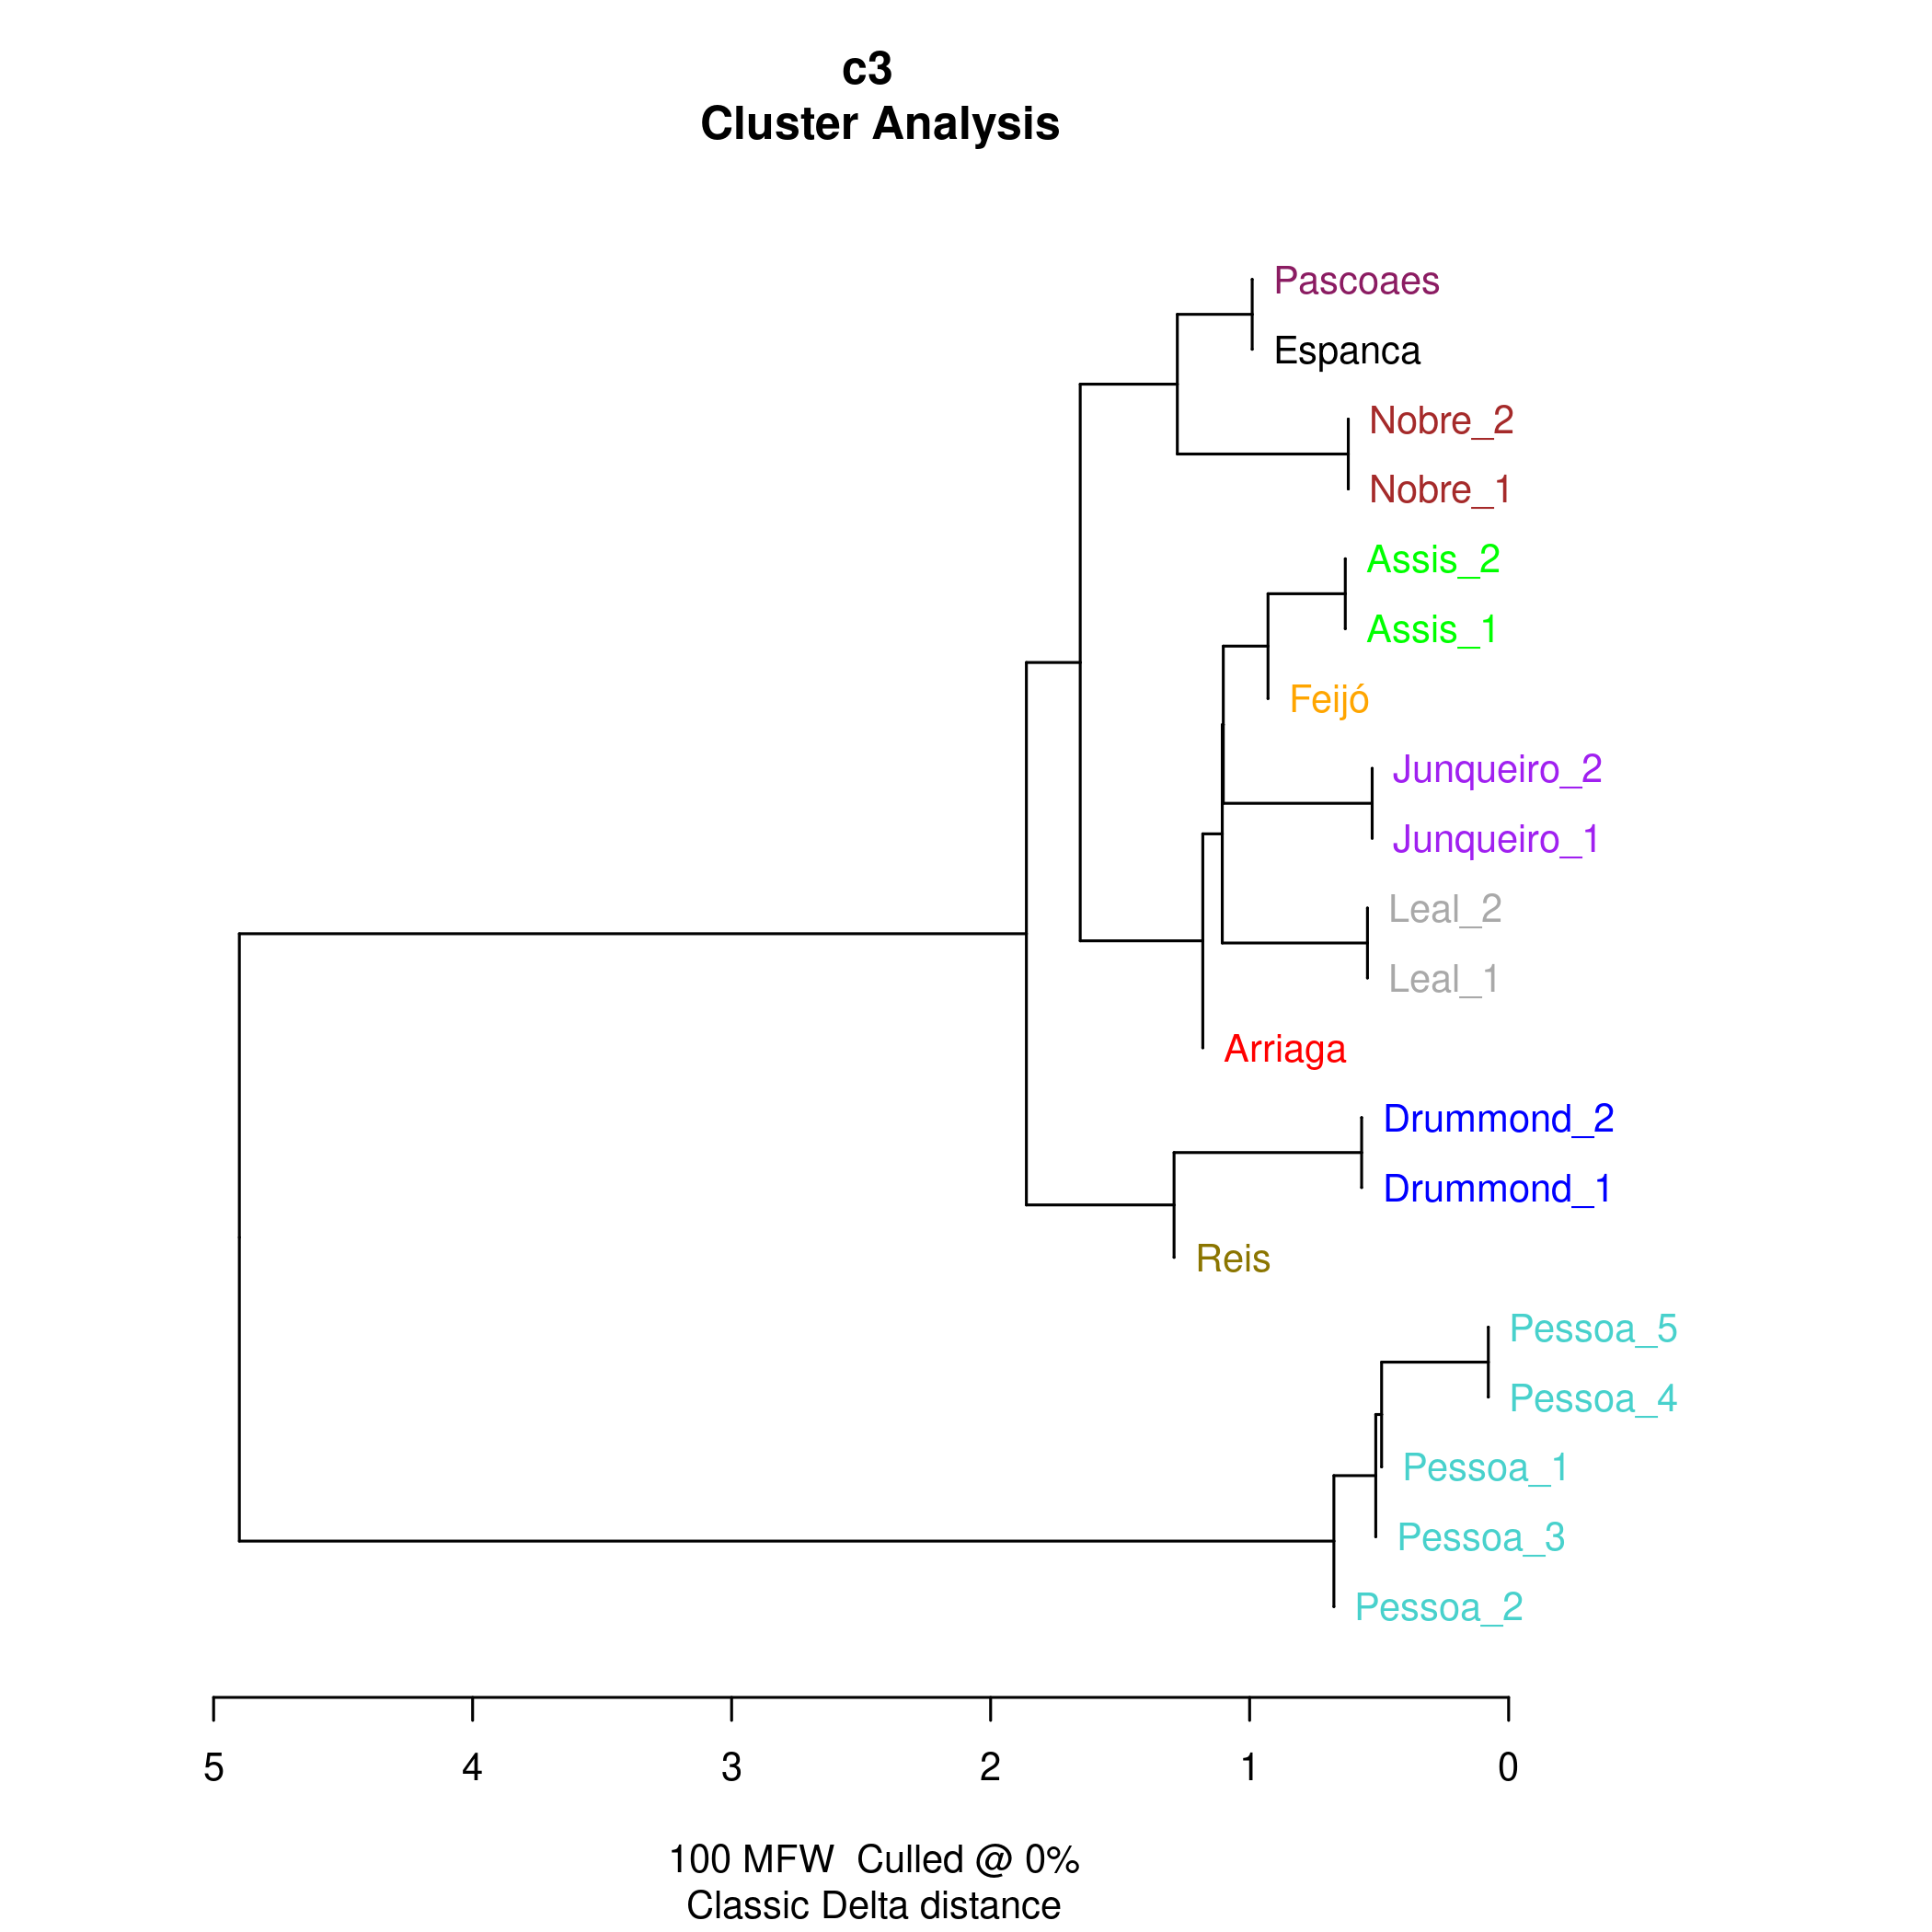 c3
Cluster Analysis
Pascoaes
Espanca
Nobre_2
Nobre_1
Assis_2
Assis_1
Feijó
Junqueiro_2
Junqueiro_1
Leal_2
Leal_1
Arriaga
Drummond_2
Drummond_1
Reis
Pessoa_5
Pessoa_4
Pessoa_1
Pessoa_3
Pessoa_2
5 4 3 2 1 0
100 MFW  Culled @ 0%
Classic Delta distance